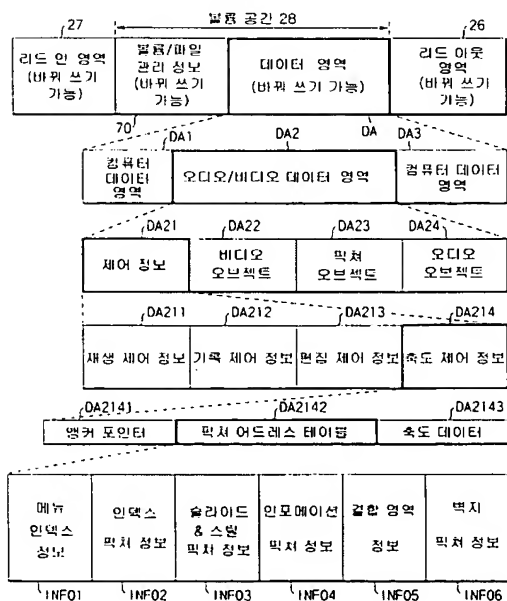 볼륨 공간 28
27
26
리드 인 영역
(바꿔 쓰기
가능)
볼륨/파일
관리 정보
(바꿔 쓰기
가능)
데이터 영역
(바꿔 쓰기 가능)
리드 아웃
영역
(바꿔 쓰기
가능)
70
DA
DA1
DA2
DA3
컴퓨터
데이터
영역
오디오/비디오 데이터 영역
컴퓨터 데이터
영역
DA21
DA22
DA23
DA24
제어 정보
비디오
오브젝트
픽쳐
오브젝트
오디오
오브젝트
DA211
DA212
DA213
DA214
재생 제어 정보
기록 제어 정보
편집 제어 정보
축도 제어 정보
DA2141
DA2142
DA2143
앵커 포인터
픽쳐 어드레스 테이블
축도 데이터
메뉴
인덱스
정보
인덱스
픽쳐 정보
슬라이드
& 스틸
픽쳐 정보
인포메이션
픽쳐 정보
결함 영역
정보
벽지
픽쳐 정보
INF01
INF02
INF03
INF04
INF05
INF06